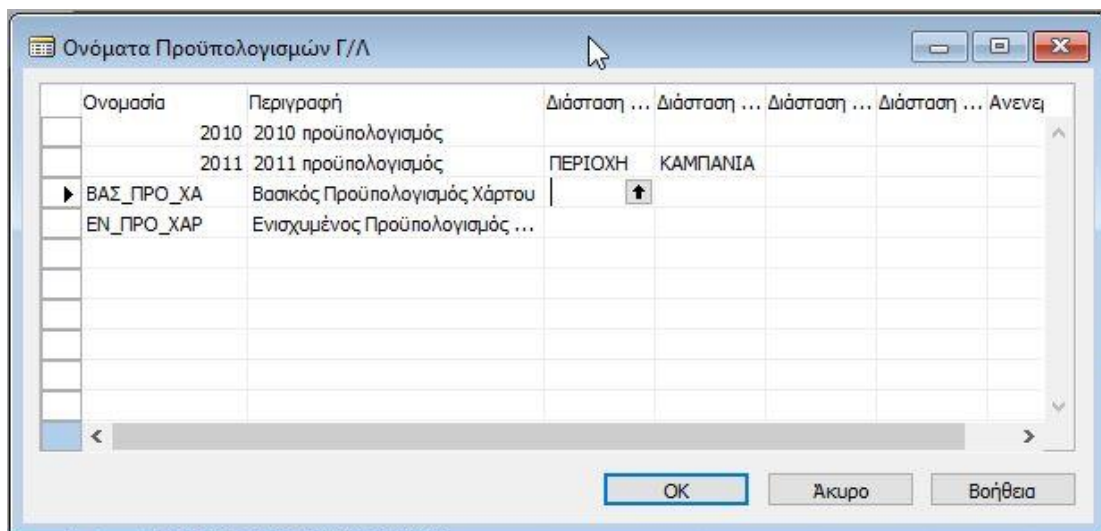 Ονόματα Προϋπολογισμών Γ/Λ
Ονομασία Περιγραφή Διάσταση ... Διάσταση ... Διάσταση ... Διάσταση ... Ανενε
2010 2010 προϋπολογισμός
2011 2011 προϋπολογισμός ΠΕΡΙΟΧΗ ΚΑΜΠΑΝΙΑ
ΒΑΣ_ΠΡΟ_ΧΑ Βασικός Προϋπολογισμός Χάρτου
ΕΝ_ΠΡΟ_ΧΑΡ Ενισχυμένος Προϋπολογισμός ...
OK Άκυρο Βοήθεια